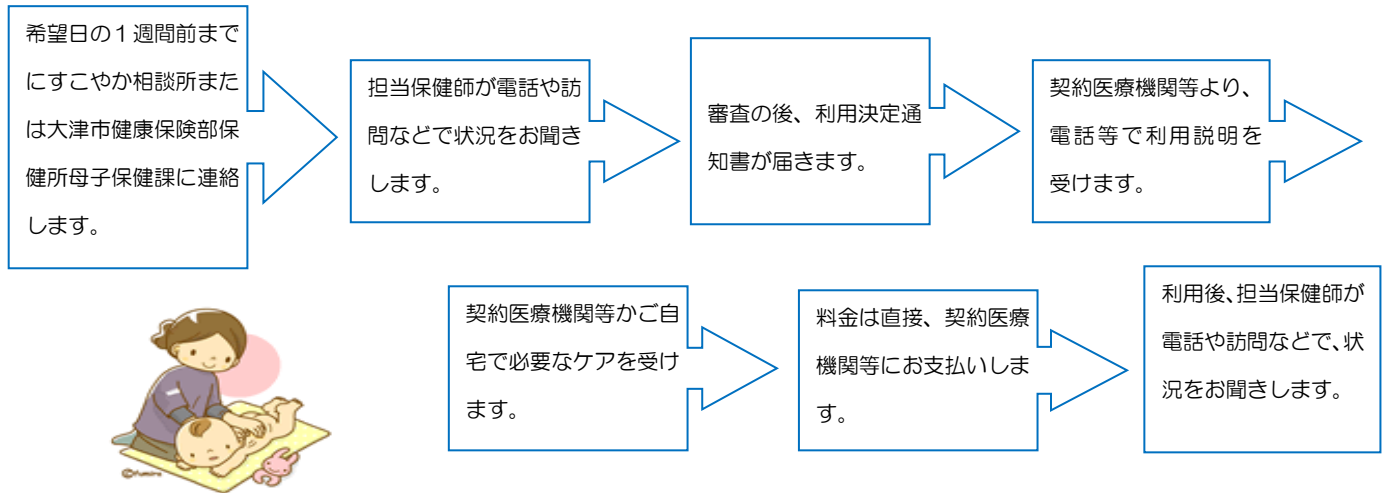 希望日の１週間前まで
にすこやか相談所また
は大津市健康保険部保
健所母子保健課に連絡
します。
担当保健師が電話や訪
問などで状況をお聞き
します。
審査の後、利用決定通
知書が届きます。
契約医療機関等より、
電話等で利用説明を
受けます。
契約医療機関等かご自
宅で必要なケアを受け
ます。
料金は直接、契約医療
機関等にお支払いしま
す。
利用後、担当保健師が
電話や訪問などで、状
況をお聞きします。